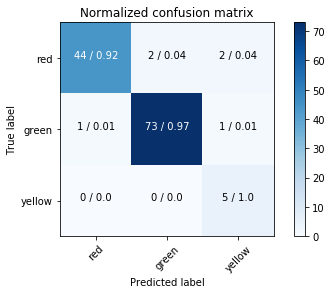 Normalized confusion matrix
True label
red
44 / 0.92
2 / 0.04
2 / 0.04
green
1 / 0.01
73 / 0.97
1 / 0.01
yellow
0 / 0.0
0 / 0.0
5 / 1.0
red
green
yellow
Predicted label
70
60
50
40
30
20
10
0